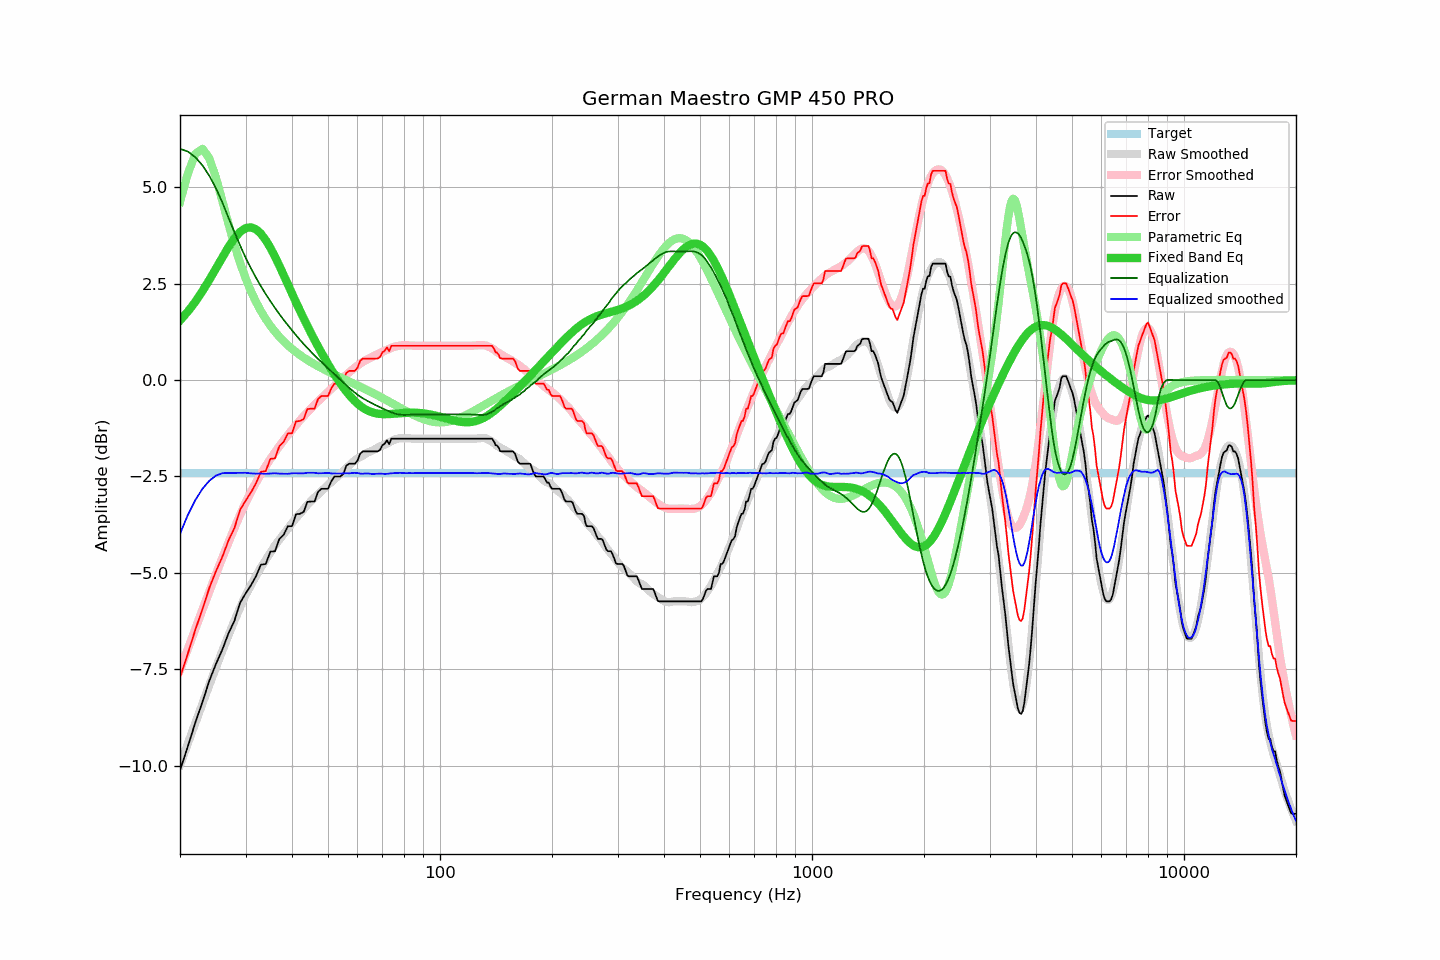 German Maestro GMP 450 PRO
Target
Raw Smoothed
Error Smoothed
Raw
Error
Parametric Eq
Fixed Band Eq
Equalization
Equalized smoothed
5.0
2.5
0.0
−2.5
−5.0
−7.5
−10.0
Amplitude (dBr)
100
1000
10000
Frequency (Hz)